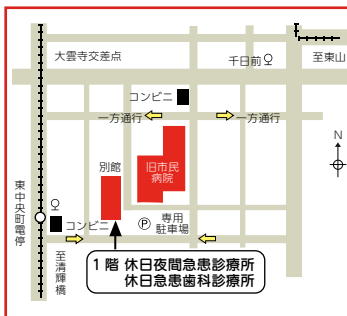 大雲寺交差点
千日前
至東山
コンビニ
一方通行
一方通行
N
別館
旧市民
病院
東中央町電停
コンビニ
P
専用
駐車場
至清輝橋
1階 休日夜間急患診療所
休日急患歯科診療所